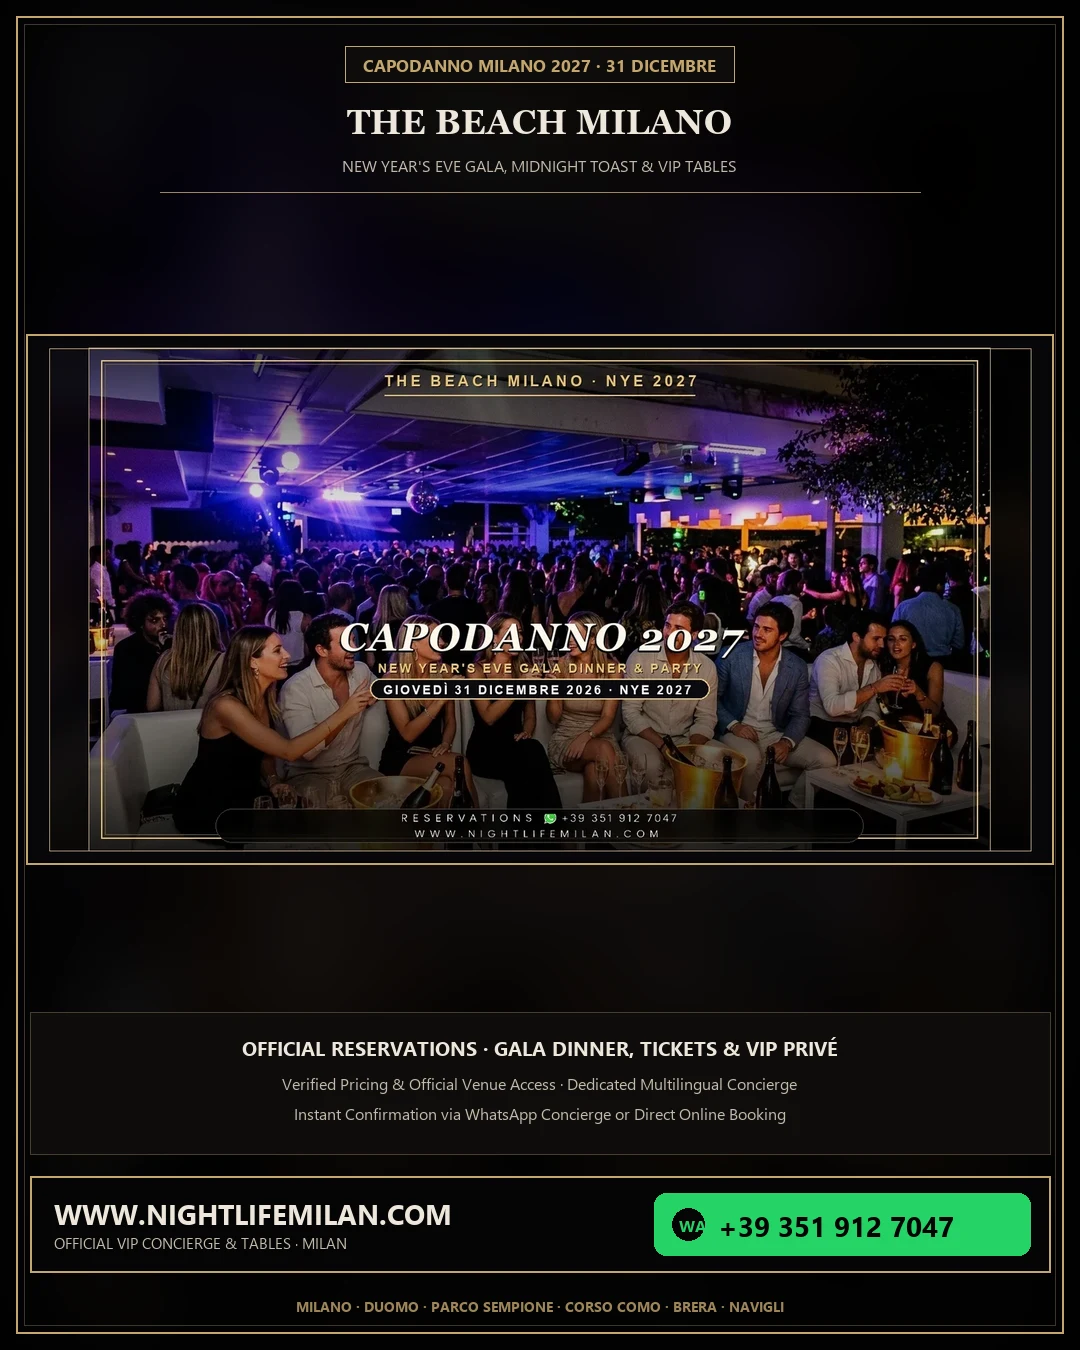 CAPODANNO MILANO 2027 · 31 DICEMBRE
THE BEACH MILANO
NEW YEAR'S EVE GALA, MIDNIGHT TOAST & VIP TABLES
THE BEACH MILANO · NYE 2027
CAPODANNO 2027
NEW YEAR'S EVE GALA DINNER & PARTY
GIOVEDÌ 31 DICEMBRE 2026 · NYE 2027
RESERVATIONS +39 351 912 7047
WWW.NIGHTLIFEMILAN.COM
OFFICIAL RESERVATIONS · GALA DINNER, TICKETS & VIP PRIVÉ
Verified Pricing & Official Venue Access · Dedicated Multilingual Concierge
Instant Confirmation via WhatsApp Concierge or Direct Online Booking
WWW.NIGHTLIFEMILAN.COM
OFFICIAL VIP CONCIERGE & TABLES · MILAN
WA +39 351 912 7047
MILANO · DUOMO · PARCO SEMPIONE · CORSO COMO · BRERA · NAVIGLI